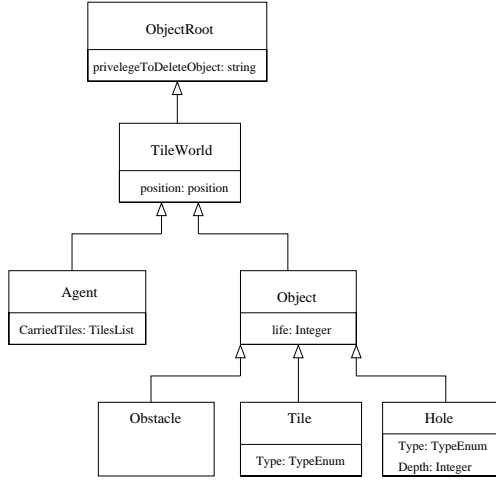 ObjectRoot
privelegeToDeleteObject: string
TileWorld
position: position
Agent
CarriedTiles: TilesList
Object
life: Integer
Obstacle
Tile
Type: TypeEnum
Hole
Type: TypeEnum
Depth: Integer